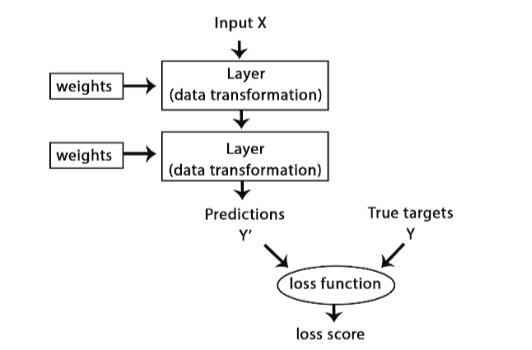 Input X
Layer
(data transformation)
weights
Layer
(data transformation)
weights
Predictions
Y'
True targets
Y
loss function
loss score